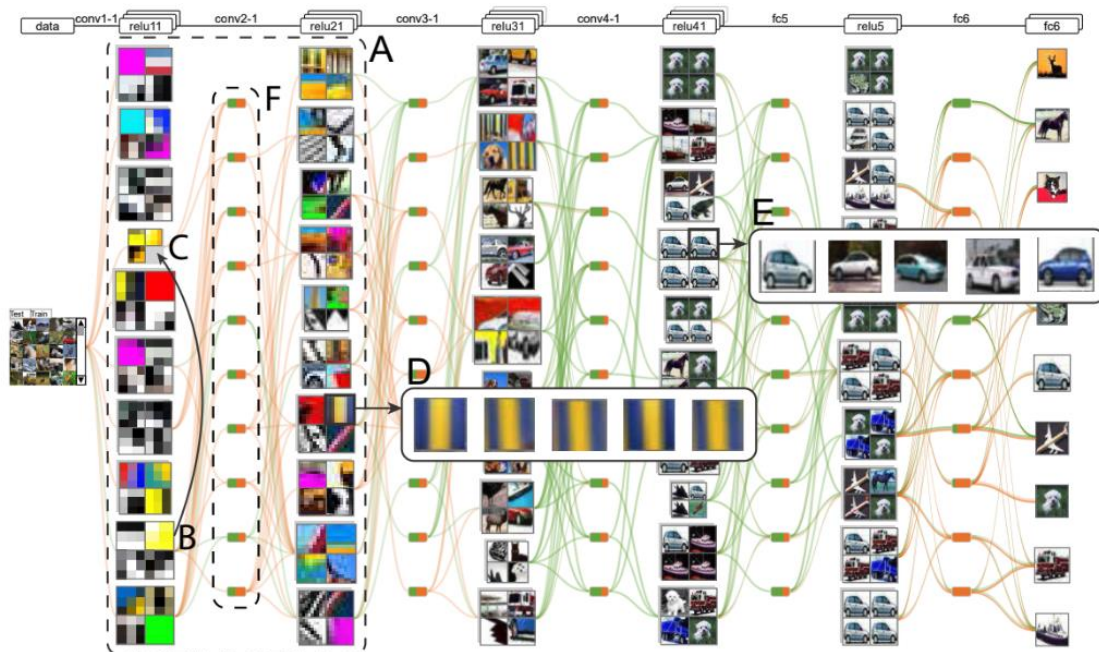 data conv1-1 relu11 conv2-1 relu21 conv3-1 relu31 conv4-1 relu41 fc5 relu5 fc6 fc6
A
F
E
C
Test Train
D
B